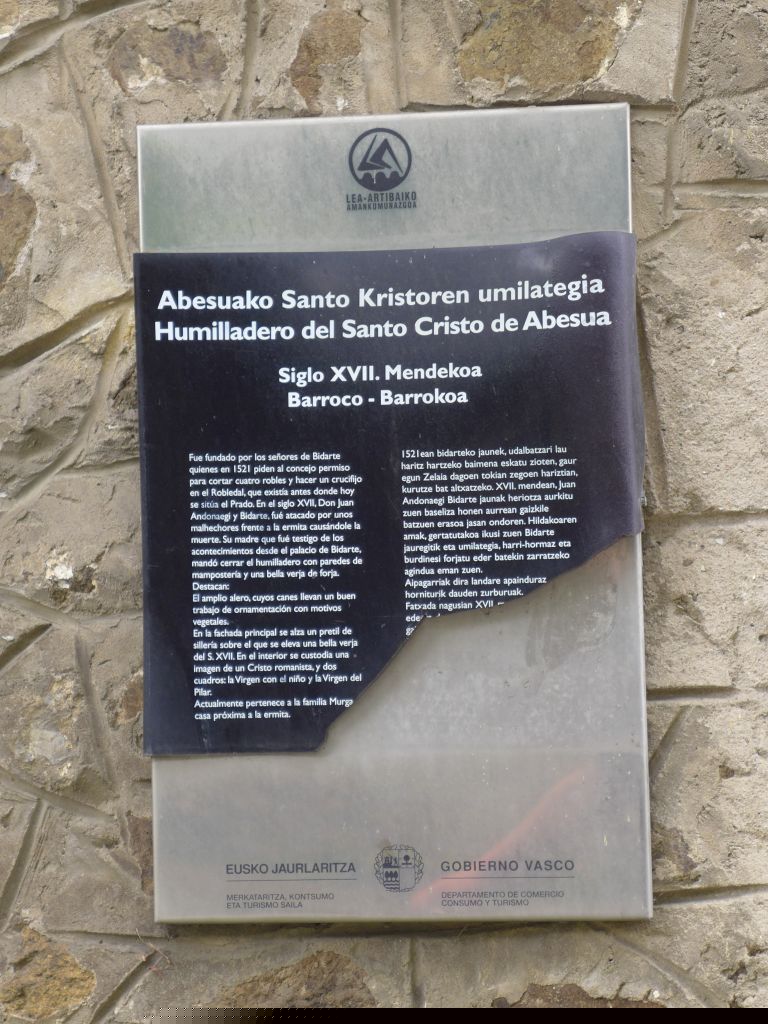 LEA-ARTIBAIKO
AMANKOMUNAZGOA
Abesuako Santo Kristoren umilategia
Humilladero del Santo Cristo de Abesua
Siglo XVII. Mendekoa
Barroco - Barrokoa
Fue fundado por los señores de Bidarte
quienes en 1521 piden al concejo permiso
para cortar cuatro robles y hacer un crucifijo
en el Robledal, que existía antes donde hoy
se sitúa el Prado. En el siglo XVII, Don Juan
Andonaegi y Bidarte, fué atacado por unos
malhechores frente a la ermita causándole la
muerte. Su madre que fué testigo de los
acontecimientos desde el palacio de Bidarte,
mandó cerrar el humilladero con paredes de
mampostería y una bella verja de forja.
Destacan:
El amplio alero, cuyos canes llevan un buen
trabajo de ornamentación con motivos
vegetales.
En la fachada principal se alza un pretil de
sillería sobre el que se eleva una bella verja
del S. XVII. En el interior se custodia una
imagen de un Cristo romanista, y dos
cuadros: la Virgen con el niño y la Virgen del
Pilar.
Actualmente pertenece a la familia Murga
casa próxima a la ermita.
1521ean bidarteko jaunek, udalbatzari lau
haritz hartzeko baimena eskatu zioten, gaur
egun Zelaia dagoen tokian zegoen hariztian,
kurutze bat altxatzeko. XVII. mendean, Juan
Andonaegi Bidarte jaunak heriotza aurkitu
zuen baseliza honen aurrean gaizkile
batzuen erasoa jasan ondoren. Hildakoaren
amak, gertatutakoa ikusi zuen Bidarte
jauregitik eta umilategia, harri-hormaz eta
burdinesi forjatu eder batekin zarratzeko
agindua eman zuen.
Aipagarriak dira landare apainduraz
horniturik dauden zurburuak.
Fatxada nagusian XVII.
EUSKO JAURLARITZA
MERKATARITZA, KONTSUMO
ETA TURISMO SAILA
GOBIERNO VASCO
DEPARTAMENTO DE COMERCIO
CONSUMO Y TURISMO